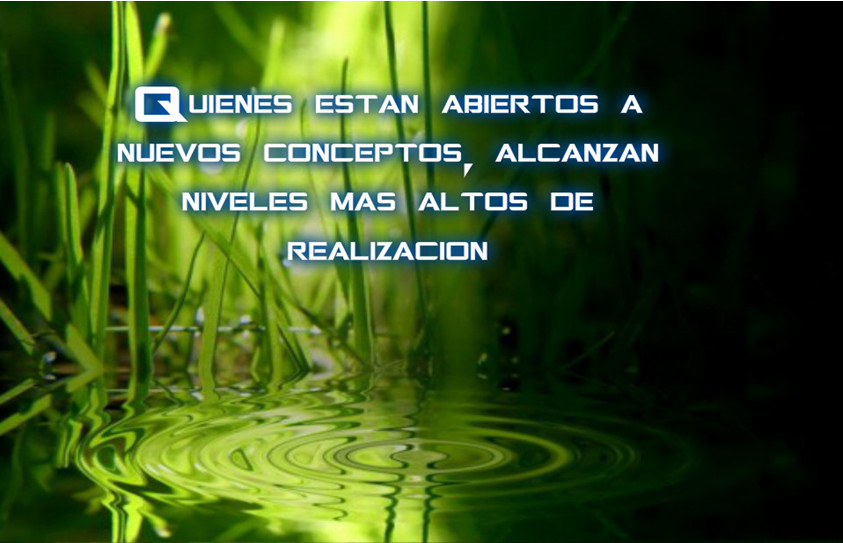 QUIENES ESTAN ABIERTOS A
NUEVOS CONCEPTOS, ALCANZAN
NIVELES MAS ALTOS DE
REALIZACION